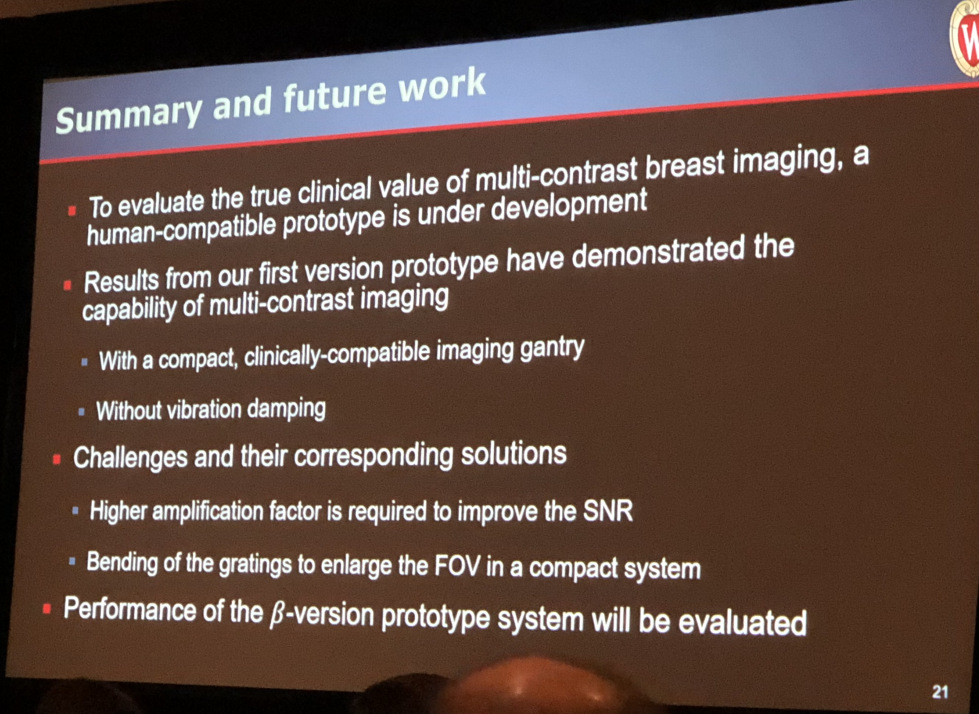 Summary and future work
W
To evaluate the true clinical value of multi-contrast breast imaging, a
human-compatible prototype is under development
Results from our first version prototype have demonstrated the
capability of multi-contrast imaging
With a compact, clinically-compatible imaging gantry
Without vibration damping
Challenges and their corresponding solutions
Higher amplification factor is required to improve the SNR
Bending of the gratings to enlarge the FOV in a compact system
Performance of the β-version prototype system will be evaluated
21